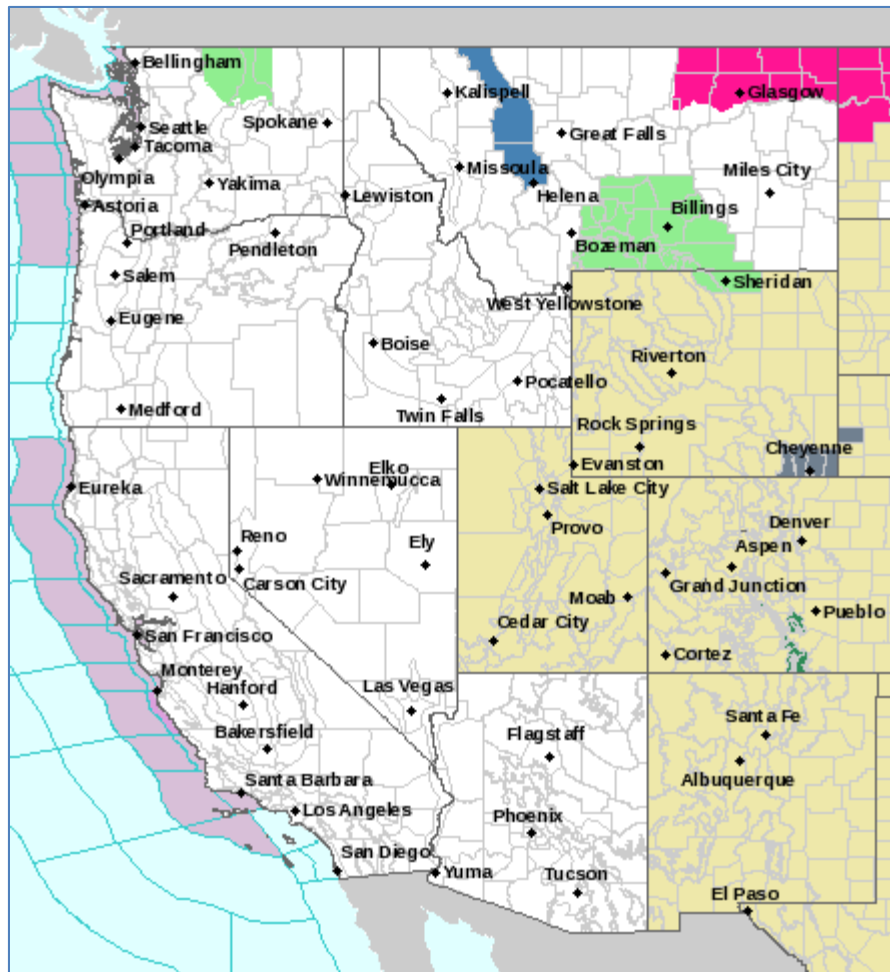 Bellingham
Kalispell
Glasgow
Seattle
Spokane
Great Falls
Tacoma
Olympia
Missoula
Yakima
Miles City
Lewiston
Helena
Astoria
Billings
Portland
Pendleton
Bozeman
Salem
Sheridan
West Yellowstone
Eugene
Boise
Riverton
Pocatello
Medford
Twin Falls
Rock Springs
Cheyenne
Elko
Evanston
Winnemucca
Eureka
Salt Lake City
Provo
Denver
Reno
Ely
Aspen
Sacramento
Carson City
Grand Junction
Moab
Pueblo
Cedar City
San Francisco
Cortez
Monterey
Hanford
Las Vegas
Santa Fe
Bakersfield
Flagstaff
Albuquerque
Santa Barbara
Los Angeles
Phoenix
San Diego
Yuma
Tucson
El Paso